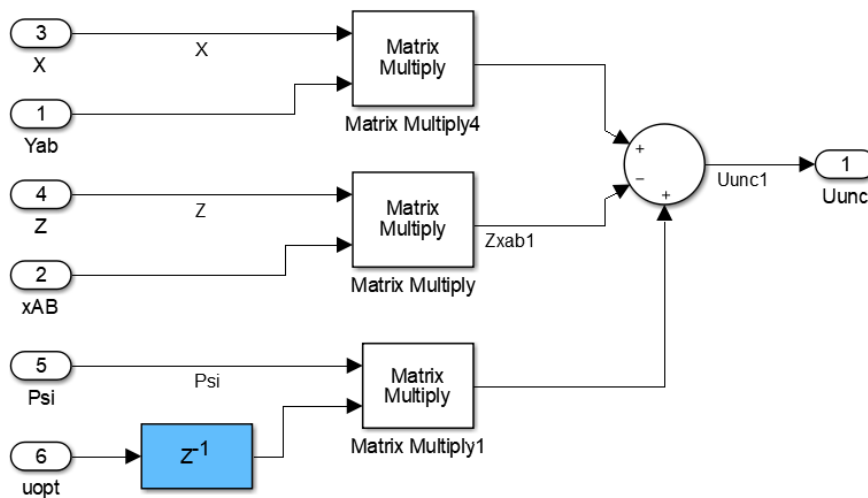 3
X
X
Matrix
Multiply
Matrix Multiply4
1
Yab
4
Z
Z
Matrix
Multiply
Matrix Multiply
2
xAB
Zxab1
+
−
+
Uunc1
1
Uunc
5
Psi
Psi
Matrix
Multiply
Matrix Multiply1
6
uopt
z-1